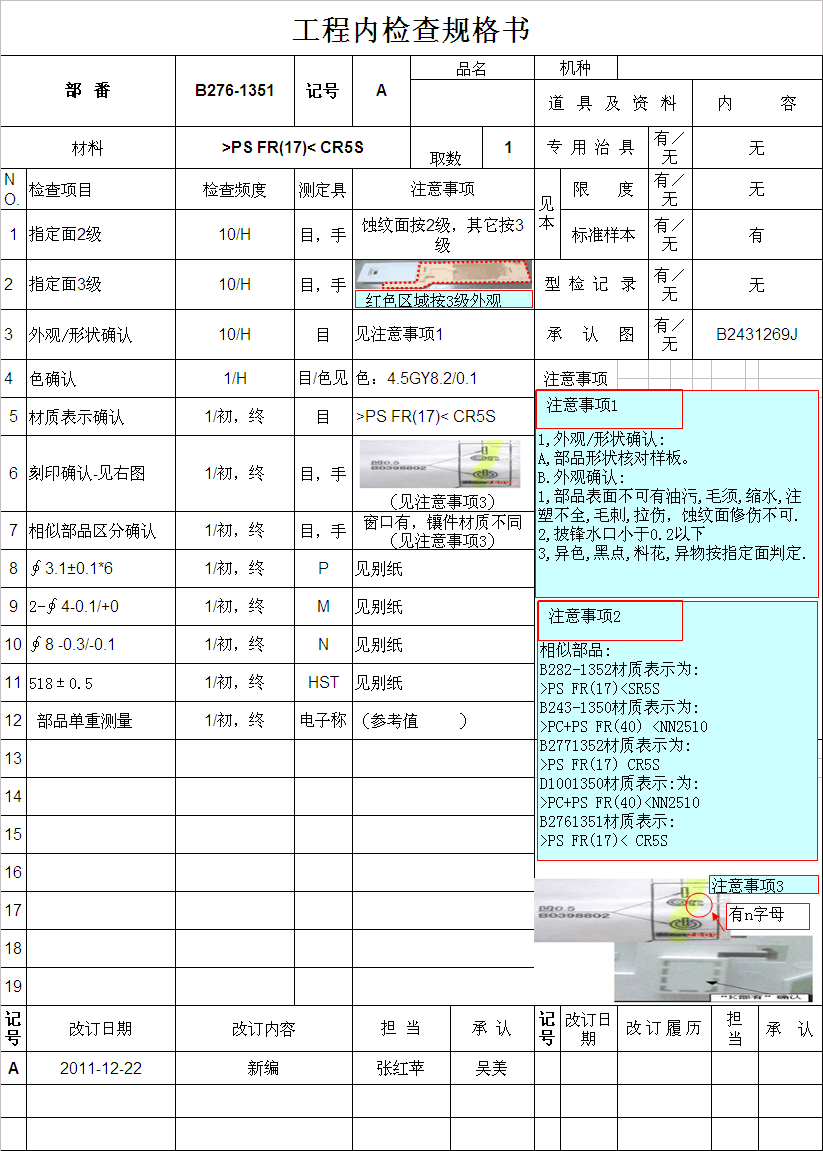 工程内检查规格书
部 番 B276-1351 记号 A 品名 机种
道 具 及 资 料 内 容
材料 >PS FR(17)< CR5S 取数 1 专 用 治 具 有/无 无
NO. 检查项目 检查频度 测定具 注意事项 见本 限 度 有/无 无
1 指定面2级 10/H 目，手 蚀纹面按2级，其它按3级 标准样本 有/无 有
2 指定面3级 10/H 目，手 红色区域按3级外观 型 检 记 录 有/无 无
3 外观/形状确认 10/H 目 见注意事项1 承 认 图 有/无 B2431269J
4 色确认 1/H 目/色见 色：4.5GY8.2/0.1 注意事项
5 材质表示确认 1/初，终 目 >PS FR(17)< CR5S
6 刻印确认-见右图 1/初，终 目，手 凹0.5
B0398802
（见注意事项3）
7 相似部品区分确认 1/初，终 目，手 窗口有，镶件材质不同
（见注意事项3）
8 ∮3.1±0.1*6 1/初，终 P 见别纸
9 2-∮4-0.1/+0 1/初，终 M 见别纸
10 ∮8 -0.3/-0.1 1/初，终 N 见别纸
11 518±0.5 1/初，终 HST 见别纸
12 部品单重测量 1/初，终 电子称 （参考值 ）
13
14
15
16
17
18
19
注意事项1
1,外观/形状确认:
A,部品形状核对样板。
B.外观确认:
1,部品表面不可有油污,毛须,缩水,注
塑不全,毛刺,拉伤，蚀纹面修伤不可.
2,披锋水口小于0.2以下
3,异色,黑点,料花,异物按指定面判定.
注意事项2
相似部品:
B282-1352材质表示为:
>PS FR(17)<SR5S
B243-1350材质表示为:
>PC+PS FR(40) <NN2510
B2771352材质表示为:
>PS FR(17) CR5S
D1001350材质表示:为:
>PC+PS FR(40)<NN2510
B2761351材质表示:
>PS FR(17)< CR5S
注意事项3
凹0.5
B0398802
有n字母
“E部有”确认
记号 改订日期 改订内容 担 当 承 认 记号 改订日期 改订履历 担当 承 认
A 2011-12-22 新编 张红苹 吴美